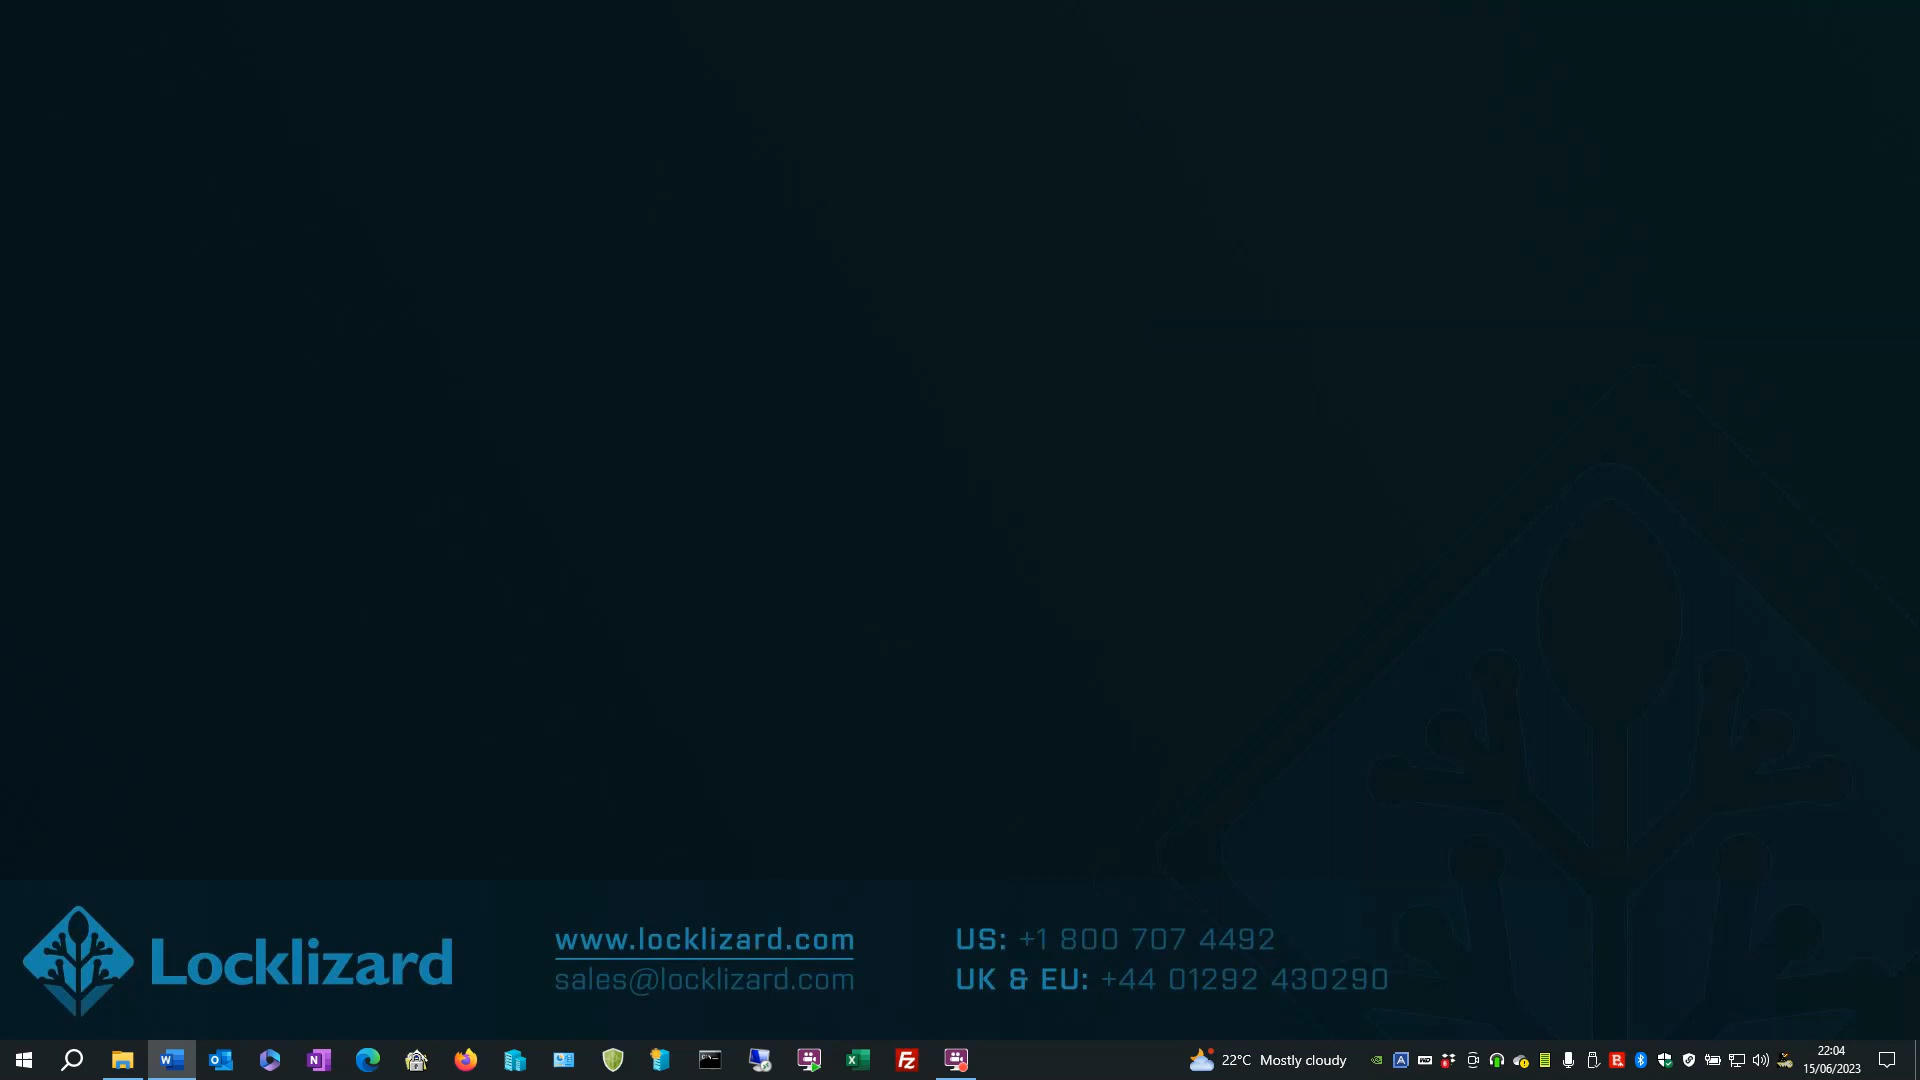 Locklizard
www.locklizard.com
sales@locklizard.com
US: +1 800 707 4492
UK & EU: +44 01292 430290
22°C Mostly cloudy
22:04
15/06/2023